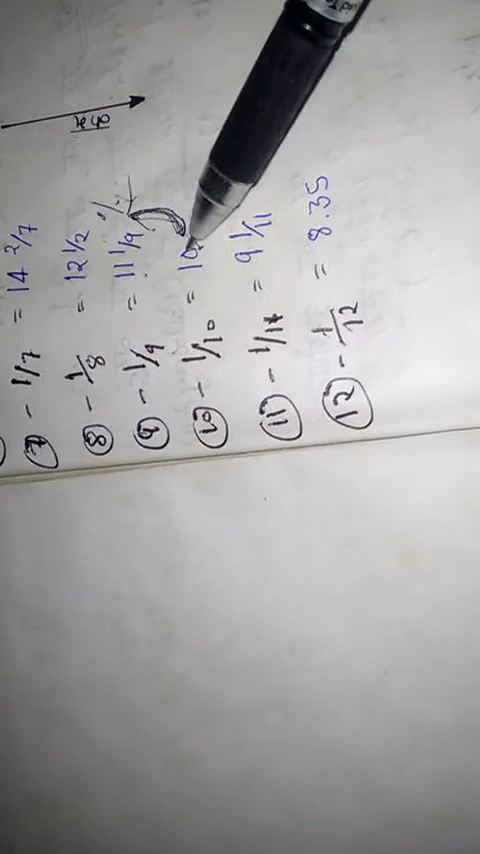 ⑦ - 1/7 = 14 2/7
⑧ - 1/8 = 12 1/2
⑨ - 1/9 = 11 1/9
⑩ - 1/10 = 10
⑪ - 1/11 = 9 1/11
⑫ - 1/12 = 8.35